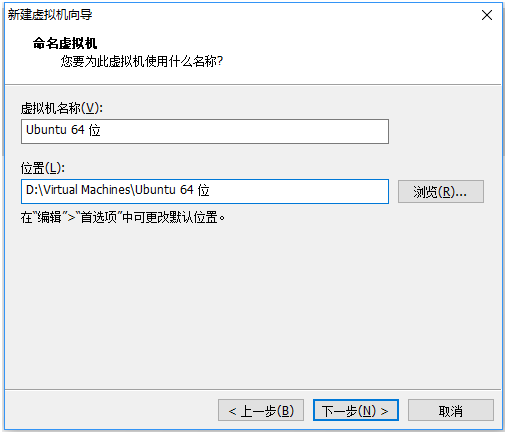 新建虚拟机向导
命名虚拟机
您要为此虚拟机使用什么名称?
虚拟机名称(V):
Ubuntu 64 位
位置(L):
D:\Virtual Machines\Ubuntu 64 位
浏览(R)...
在"编辑">"首选项"中可更改默认位置。
< 上一步(B)
下一步(N) >
取消